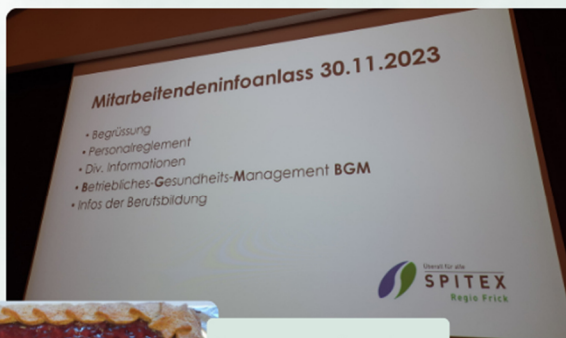 Mitarbeitendeninfoanlass 30.11.2023
• Begrüssung
• Personalreglement
• Div. Informationen
• Betriebliches-Gesundheits-Management BGM
• Infos der Berufsbildung
Überall für alle
SPITEX
Regio Frick